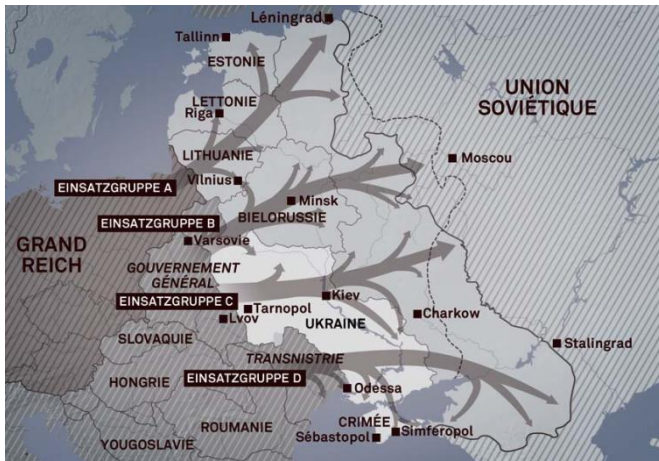 Léningrad
Tallinn
ESTONIE
UNION
SOVIÉTIQUE
LETTONIE
Riga
LITHUANIE
Moscou
EINSATZGRUPPE A
VIlnius
Minsk
BIELORUSSIE
EINSATZGRUPPE B
Varsovie
GRAND
REICH
GOUVERNEMENT
GÉNÉRAL
EINSATZGRUPPE C
Kiev
Tarnopol
Lvov
UKRAINE
Charkow
SLOVAQUIE
Stalingrad
TRANSNISTRIE
HONGRIE
EINSATZGRUPPE D
Odessa
ROUMANIE
CRIMÉE
Simferopol
Sébastopol
YOUGOSLAVIE